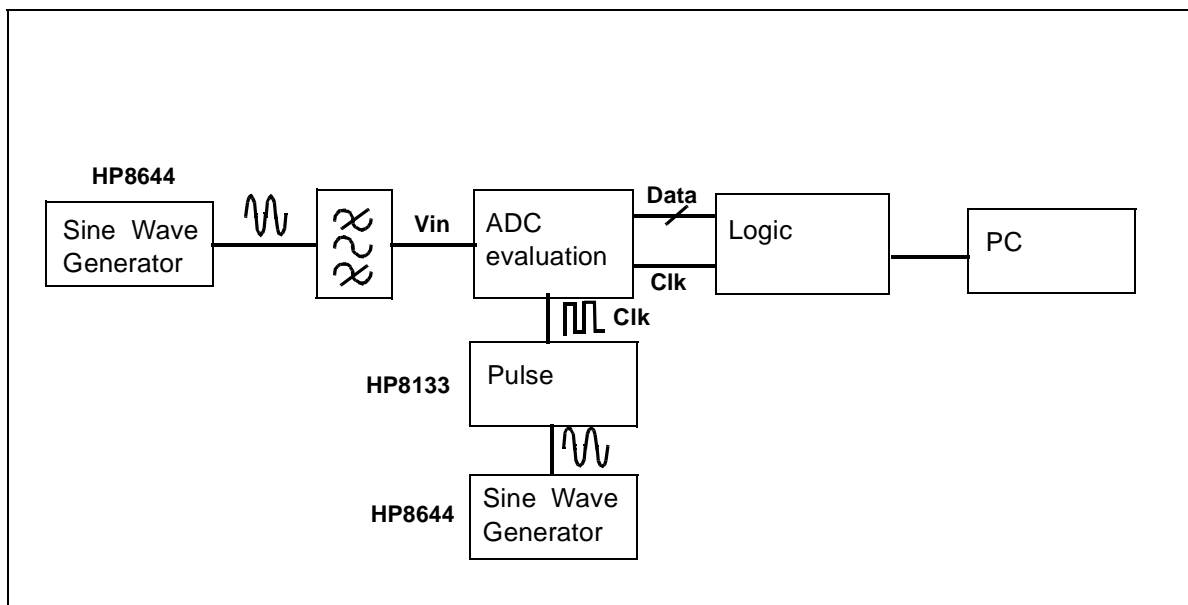 HP8644
Sine Wave
Generator
Vin
ADC
evaluation
Data
Clk
Logic
PC
Clk
HP8133
Pulse
HP8644
Sine Wave
Generator